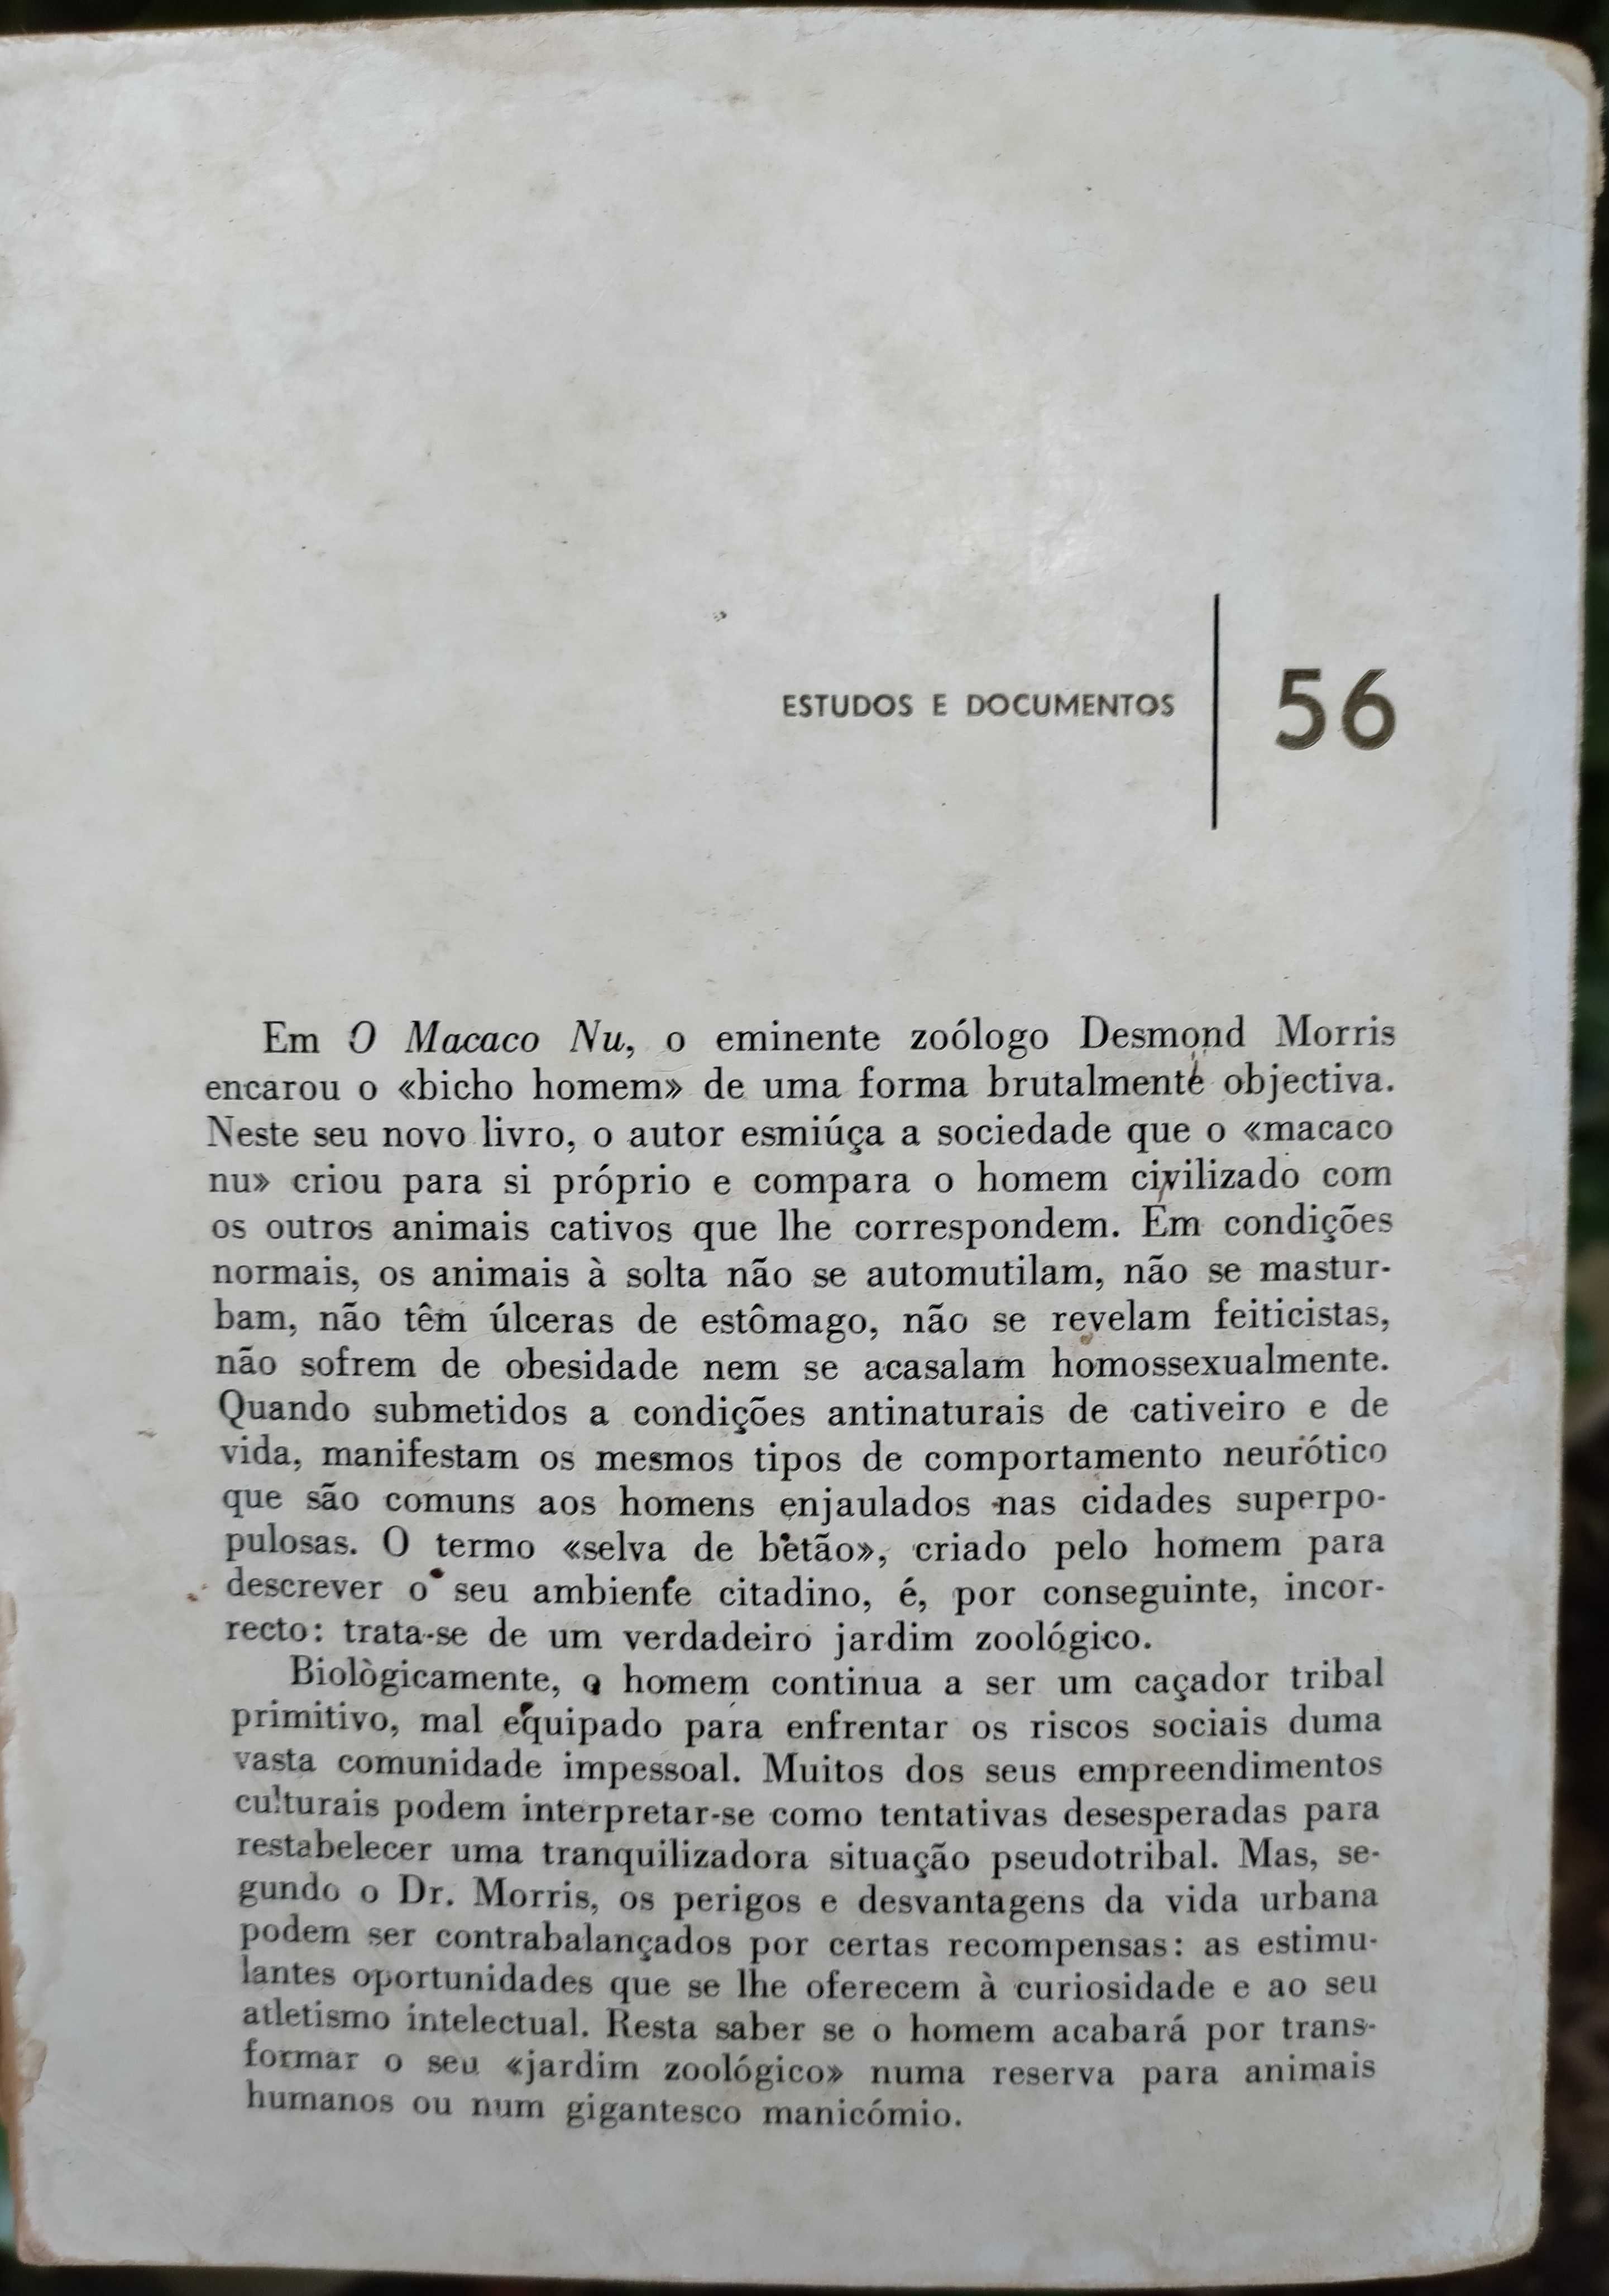 ESTUDOS E DOCUMENTOS
56
Em O Macaco Nu, o eminente zoólogo Desmond Morris
encarou o «bicho homem» de uma forma brutalmente objectiva.
Neste seu novo livro, o autor esmiúça a sociedade que o «macaco
nu» criou para si próprio e compara o homem civilizado com
os outros animais cativos que lhe correspondem. Em condições
normais, os animais à solta não se automutilam, não se mastur-
bam, não têm úlceras de estômago, não se revelam feiticistas,
não sofrem de obesidade nem se acasalam homossexualmente.
Quando submetidos a condições antinaturais de cativeiro e de
vida, manifestam os mesmos tipos de comportamento neurótico
que são comuns aos homens enjaulados nas cidades superpo-
pulosas. O termo «selva de betão», criado pelo homem para
descrever o seu ambiente citadino, é, por conseguinte, incor-
recto: trata-se de um verdadeiro jardim zoológico.
Biològicamente, o homem continua a ser um caçador tribal
primitivo, mal equipado para enfrentar os riscos sociais duma
vasta comunidade impessoal. Muitos dos seus empreendimentos
culturais podem interpretar-se como tentativas desesperadas para
restabelecer uma tranquilizadora situação pseudotribal. Mas, se-
gundo o Dr. Morris, os perigos e desvantagens da vida urbana
podem ser contrabalançados por certas recompensas: as estimu-
lantes oportunidades que se lhe oferecem à curiosidade e ao seu
atletismo intelectual. Resta saber se o homem acabará por trans-
formar o seu «jardim zoológico» numa reserva para animais
humanos ou num gigantesco manicómio.